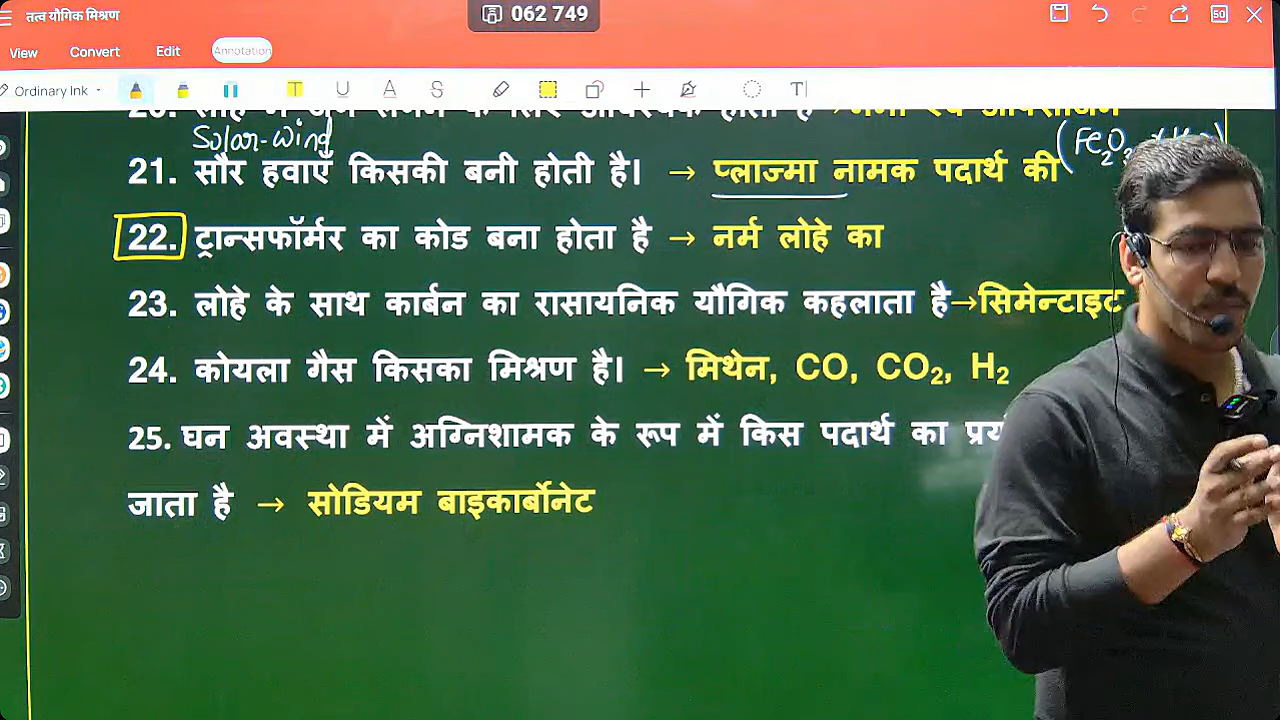 तत्व यौगिक मिश्रण
062 749
50
View Convert Edit Annotation
Ordinary Ink
Solar-Wind
21. सौर हवाएँ किसकी बनी होती है। → प्लाज्मा नामक पदार्थ की
22. ट्रान्सफॉर्मर का कोड बना होता है → नर्म लोहे का
23. लोहे के साथ कार्बन का रासायनिक यौगिक कहलाता है→सिमेन्टाइट
24. कोयला गैस किसका मिश्रण है। → मिथेन, CO, CO₂, H₂
25. घन अवस्था में अग्निशामक के रूप में किस पदार्थ का
जाता है → सोडियम बाइकार्बोनेट